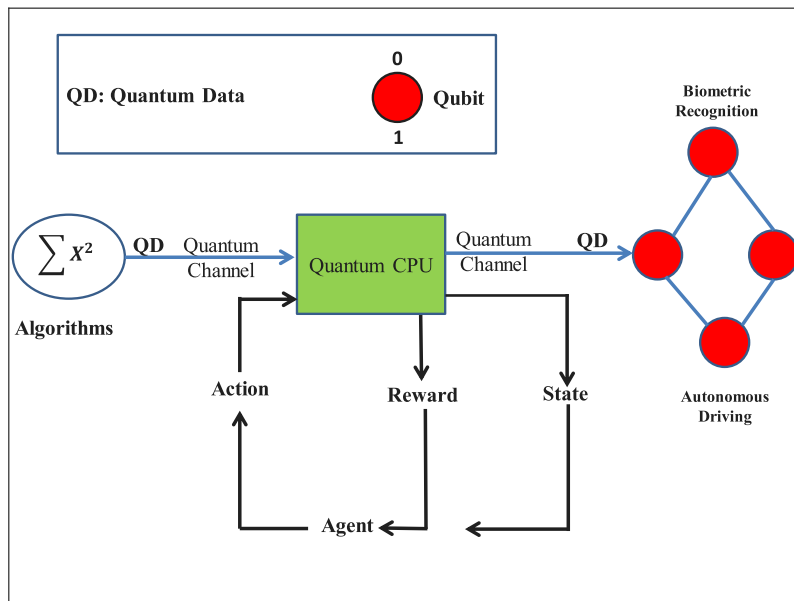 0
QD: Quantum Data
Qubit
1
Biometric
Recognition
∑ X²
Algorithms
QD
Quantum
Channel
Quantum CPU
Quantum
Channel
QD
Action
Reward
State
Agent
Autonomous
Driving